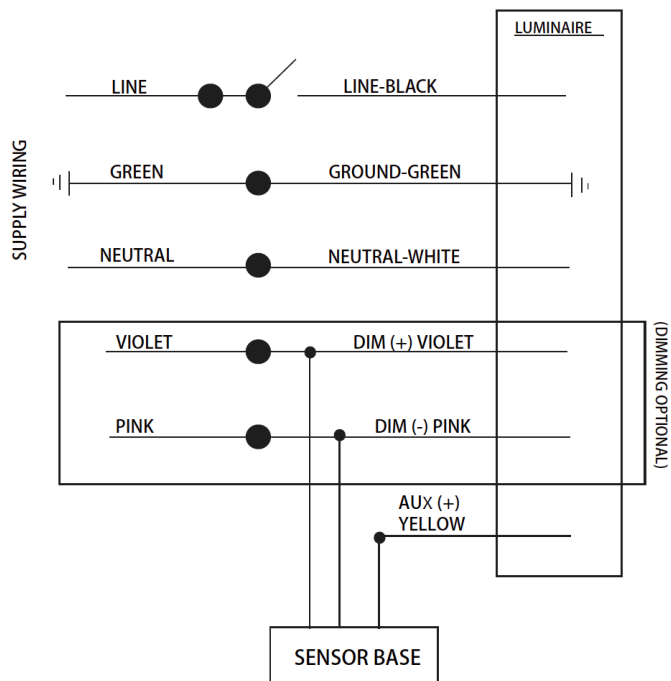 LUMINAIRE
LINE
LINE-BLACK
SUPPLY WIRING
GREEN
GROUND-GREEN
NEUTRAL
NEUTRAL-WHITE
VIOLET
DIM (+) VIOLET
(DIMMING OPTIONAL)
PINK
DIM (-) PINK
AUX (+)
YELLOW
SENSOR BASE